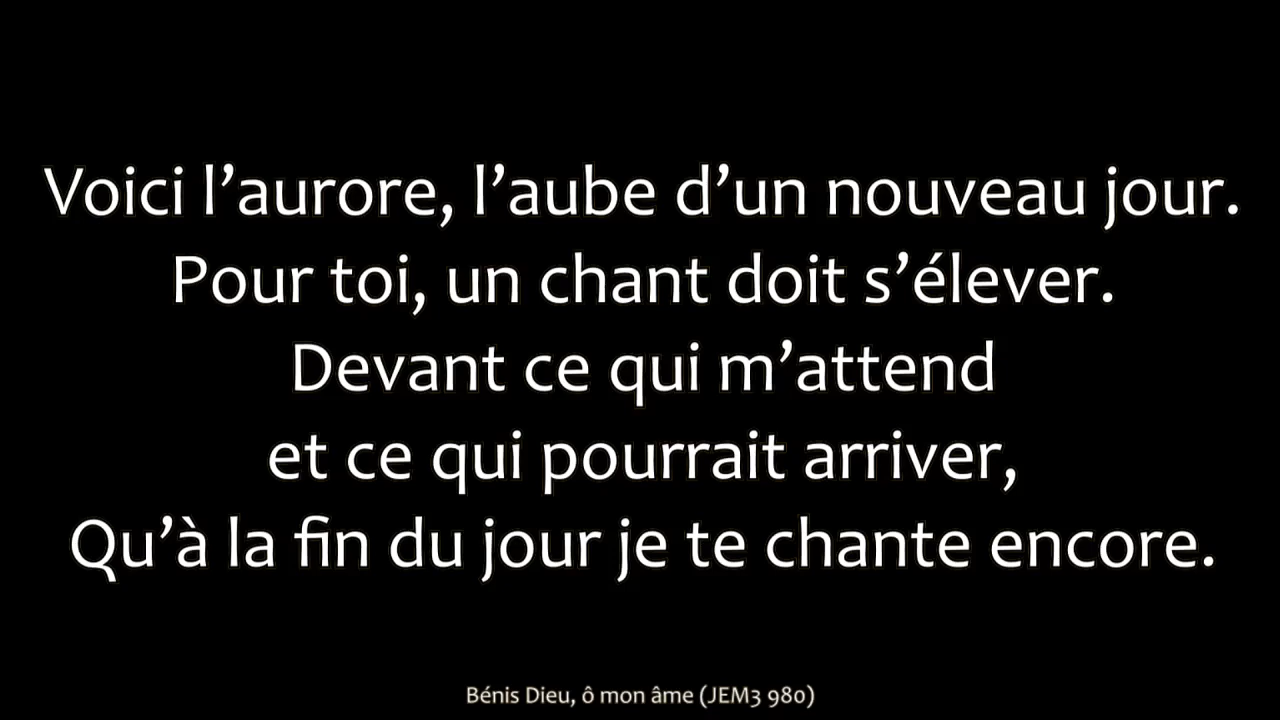 Voici l’aurore, l’aube d’un nouveau jour.
Pour toi, un chant doit s’élever.
Devant ce qui m’attend
et ce qui pourrait arriver,
Qu’à la fin du jour je te chante encore.
Bénis Dieu, ô mon âme (JEM3 980)